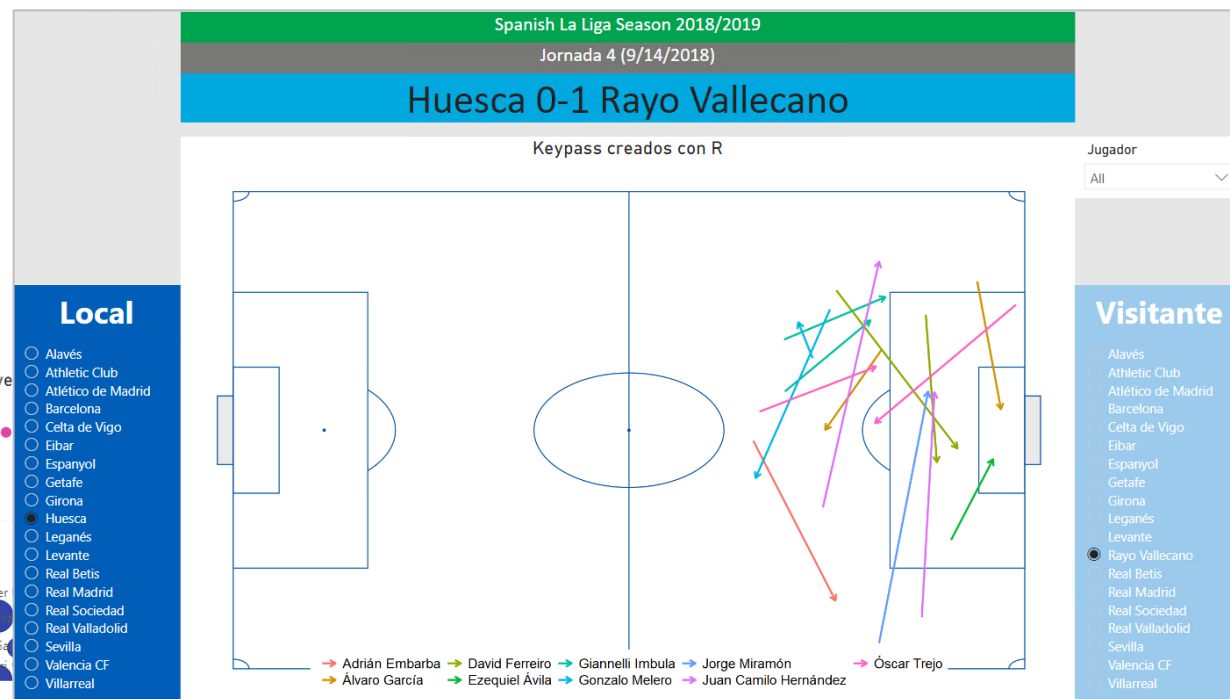 Spanish La Liga Season 2018/2019
Jornada 4 (9/14/2018)
Huesca 0-1 Rayo Vallecano
Keypass creados con R
Jugador
All
Local
Alavés
Athletic Club
Atlético de Madrid
Barcelona
Celta de Vigo
Eibar
Espanyol
Getafe
Girona
Huesca
Leganés
Levante
Real Betis
Real Madrid
Real Sociedad
Real Valladolid
Sevilla
Valencia CF
Villarreal
Adrián Embarba David Ferreiro Giannelli Imbula Jorge Miramón Óscar Trejo
Álvaro García Ezequiel Ávila Gonzalo Melero Juan Camilo Hernández
Visitante
Alavés
Athletic Club
Atlético de Madrid
Barcelona
Celta de Vigo
Eibar
Espanyol
Getafe
Girona
Leganés
Levante
Rayo Vallecano
Real Betis
Real Madrid
Real Sociedad
Real Valladolid
Sevilla
Valencia CF
Villarreal